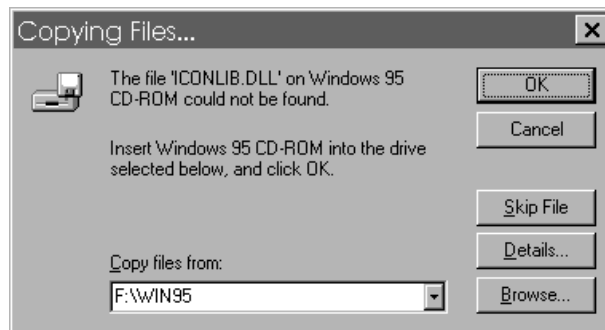 Copying Files...
The file 'ICONLIB.DLL' on Windows 95
CD-ROM could not be found.
Insert Windows 95 CD-ROM into the drive
selected below, and click OK.
Copy files from:
F:\WIN95
OK
Cancel
Skip File
Details...
Browse...